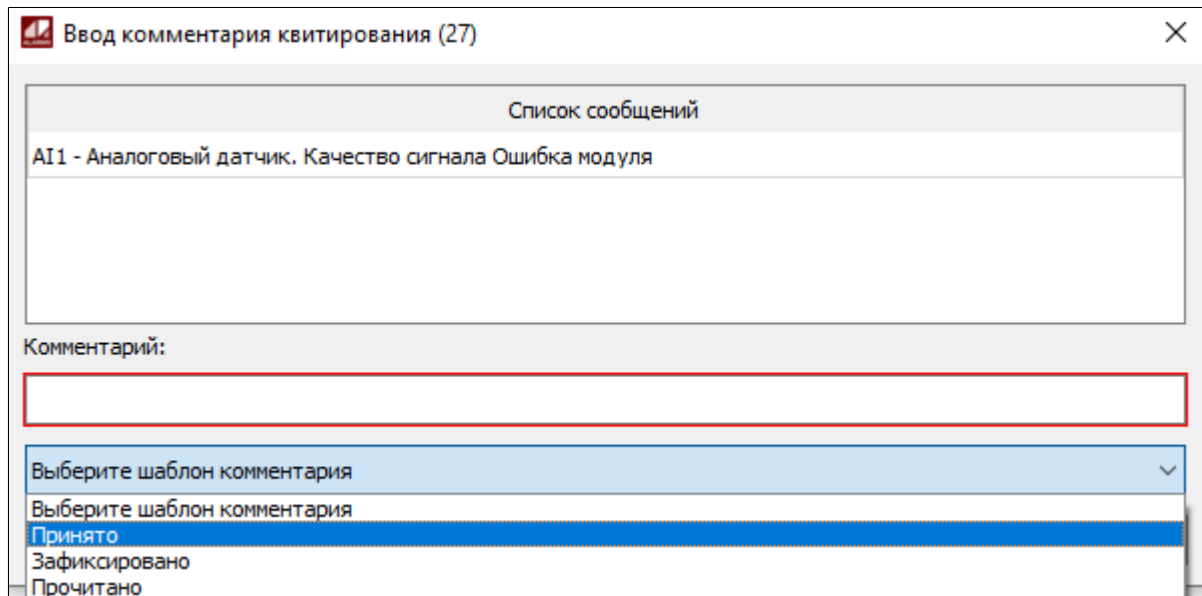 Ввод комментария квитирования (27)
Список сообщений
AI1 - Аналоговый датчик. Качество сигнала Ошибка модуля
Комментарий:
Выберите шаблон комментария
Выберите шаблон комментария
Принято
Зафиксировано
Прочитано